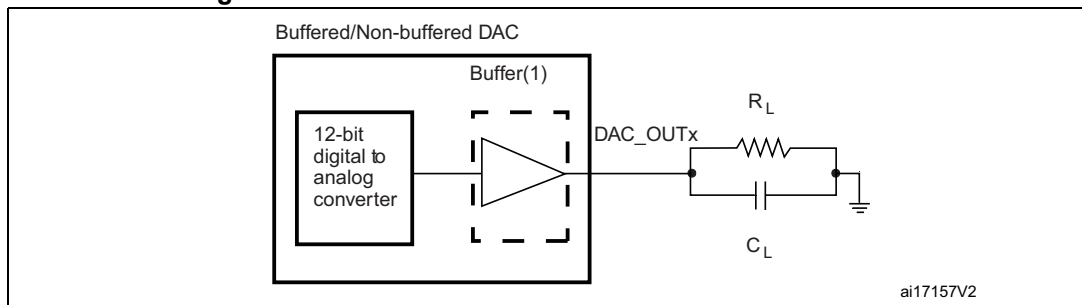 Buffered/Non-buffered DAC
Buffer(1)
12-bit
digital to
analog
converter
DAC_OUTx
R L
C L
ai17157V2